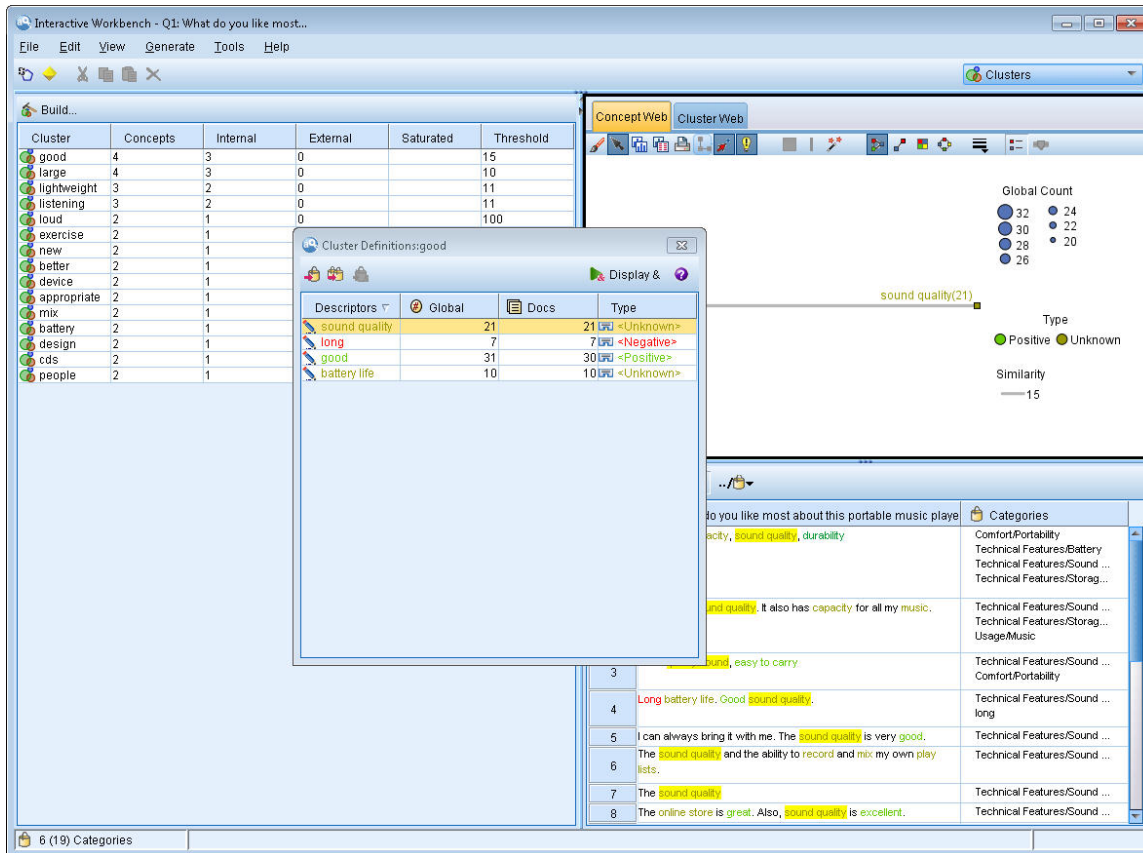 Interactive Workbench - Q1: What do you like most...
File Edit View Generate Tools Help
Clusters
Build...
Cluster Concepts Internal External Saturated Threshold
good 4 3 0 15
large 4 3 0 10
lightweight 3 2 0 11
listening 3 2 0 11
loud 2 1 0 100
exercise 2 1
new 2 1
better 2 1
device 2 1
appropriate 2 1
mix 2 1
battery 2 1
design 2 1
cds 2 1
people 2 1
Cluster Definitions:good
Display &
Descriptors Global Docs Type
sound quality 21 21 <Unknown>
long 7 7 <Negative>
good 31 30 <Positive>
battery life 10 10 <Unknown>
Concept Web Cluster Web
Global Count
32 24
30 22
28 20
26
sound quality(21)
Type
Positive Unknown
Similarity
15
../
do you like most about this portable music playe Categories
acity, sound quality, durability
Comfort/Portability
Technical Features/Battery
Technical Features/Sound ...
Technical Features/Storag...
und quality. It also has capacity for all my music.
Technical Features/Sound ...
Technical Features/Storag...
Usage/Music
3 ound, easy to carry
Technical Features/Sound ...
Comfort/Portability
4 Long battery life. Good sound quality.
Technical Features/Sound ...
long
5 I can always bring it with me. The sound quality is very good. Technical Features/Sound ...
6 The sound quality and the ability to record and mix my own play
lists.
Technical Features/Sound ...
7 The sound quality Technical Features/Sound ...
8 The online store is great. Also, sound quality is excellent. Technical Features/Sound ...
6 (19) Categories